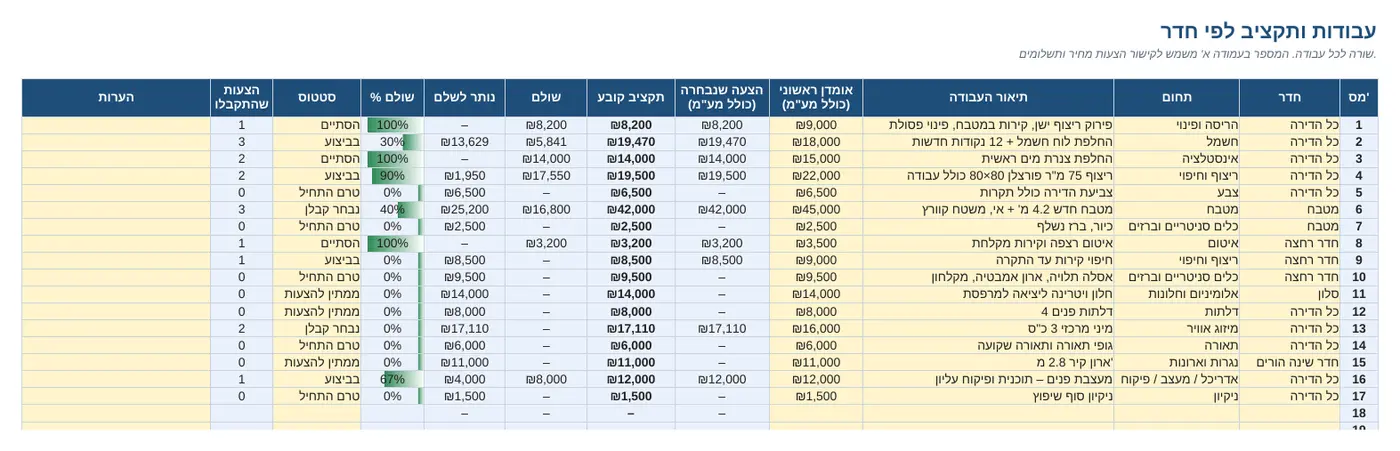 עבודות ותקציב לפי חדר
שורה לכל עבודה. המספר בעמודה א' משמש לקישור הצעות מחיר ותשלומים.
מס' חדר תחום תיאור העבודה אומדן ראשוני (כולל מע"מ) הצעה שנבחרה (כולל מע"מ) תקציב קובע שולם נותר לשלם % שולם סטטוס הצעות שהתקבלו הערות
1 כל הדירה הריסה ופינוי פירוק ריצוף ישן, קירות במטבח, פינוי פסולת ₪9,000 ₪8,200 ₪8,200 ₪8,200 – 100% הסתיים 1
2 כל הדירה חשמל החלפת לוח חשמל + 12 נקודות חדשות ₪18,000 ₪19,470 ₪19,470 ₪5,841 ₪13,629 30% בביצוע 3
3 כל הדירה אינסטלציה החלפת צנרת מים ראשית ₪15,000 ₪14,000 ₪14,000 ₪14,000 – 100% הסתיים 2
4 כל הדירה ריצוף וחיפוי ריצוף 75 מ"ר פורצלן 80×80 כולל עבודה ₪22,000 ₪19,500 ₪19,500 ₪17,550 ₪1,950 90% בביצוע 2
5 כל הדירה צבע צביעת הדירה כולל תקרות ₪6,500 – ₪6,500 – ₪6,500 0% טרם התחיל 0
6 מטבח מטבח מטבח חדש 4.2 מ' + אי, משטח קוורץ ₪45,000 ₪42,000 ₪42,000 ₪16,800 ₪25,200 40% נבחר קבלן 3
7 מטבח כלים סניטריים וברזים כיור, ברז נשלף ₪2,500 – ₪2,500 – ₪2,500 0% טרם התחיל 0
8 חדר רחצה איטום איטום רצפה וקירות מקלחת ₪3,500 ₪3,200 ₪3,200 ₪3,200 – 100% הסתיים 1
9 חדר רחצה ריצוף וחיפוי חיפוי קירות עד התקרה ₪9,000 ₪8,500 ₪8,500 – ₪8,500 0% בביצוע 1
10 חדר רחצה כלים סניטריים וברזים אסלה תלויה, ארון אמבטיה, מקלחון ₪9,500 – ₪9,500 – ₪9,500 0% טרם התחיל 0
11 סלון אלומיניום וחלונות חלון ויטרינה ליציאה למרפסת ₪14,000 – ₪14,000 – ₪14,000 0% ממתין להצעות 0
12 כל הדירה דלתות 4 דלתות פנים ₪8,000 – ₪8,000 – ₪8,000 0% ממתין להצעות 0
13 כל הדירה מיזוג אוויר מיני מרכזי 3 כ"ס ₪16,000 ₪17,110 ₪17,110 – ₪17,110 0% נבחר קבלן 2
14 כל הדירה תאורה גופי תאורה ותאורה שקועה ₪6,000 – ₪6,000 – ₪6,000 0% טרם התחיל 0
15 חדר שינה הורים נגרות וארונות ארון קיר 2.8 מ' ₪11,000 – ₪11,000 – ₪11,000 0% ממתין להצעות 0
16 כל הדירה אדריכל / מעצב / פיקוח מעצבת פנים – תוכנית ופיקוח עליון ₪12,000 ₪12,000 ₪12,000 ₪8,000 ₪4,000 67% בביצוע 1
17 כל הדירה ניקיון ניקיון סוף שיפוץ ₪1,500 – ₪1,500 – ₪1,500 0% טרם התחיל 0
18 – – – –